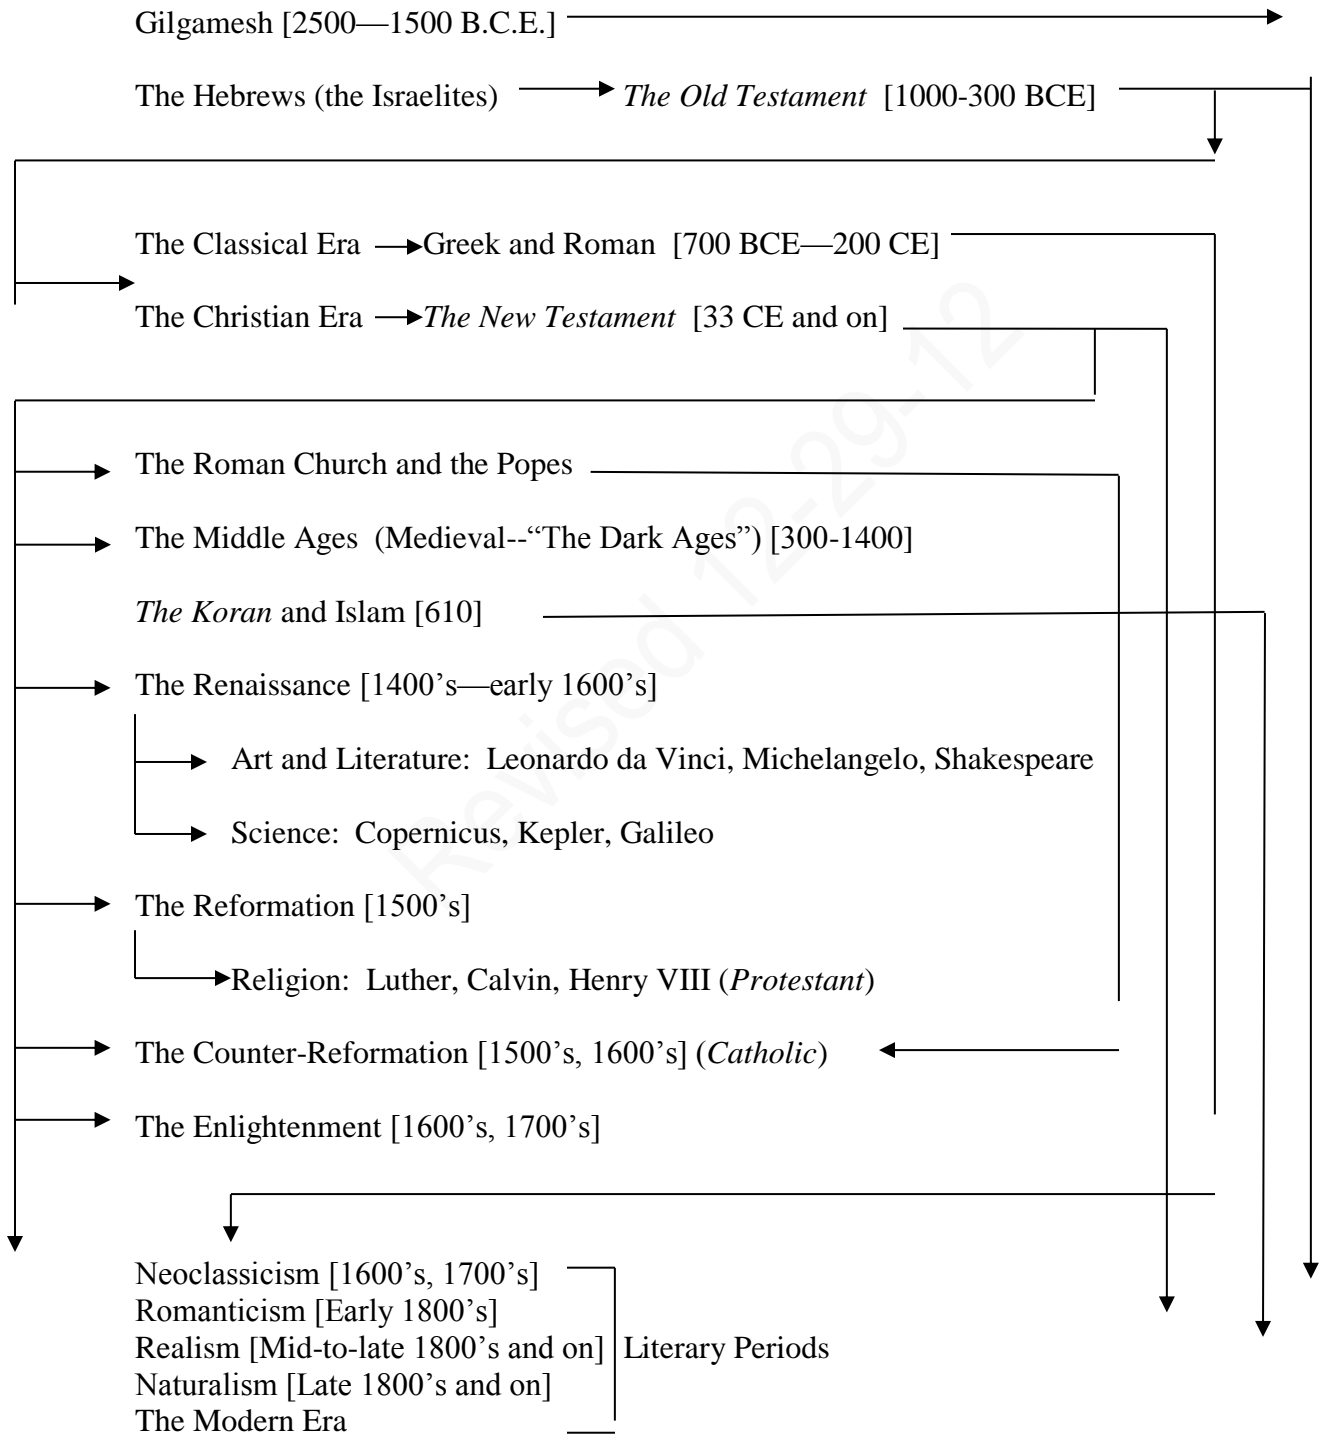 Gilgamesh [2500—1500 B.C.E.]
The Hebrews (the Israelites) The Old Testament [1000-300 BCE]
The Classical Era Greek and Roman [700 BCE—200 CE]
The Christian Era The New Testament [33 CE and on]
The Roman Church and the Popes
The Middle Ages (Medieval--“The Dark Ages”) [300-1400]
The Koran and Islam [610]
The Renaissance [1400’s—early 1600’s]
Art and Literature: Leonardo da Vinci, Michelangelo, Shakespeare
Science: Copernicus, Kepler, Galileo
The Reformation [1500’s]
Religion: Luther, Calvin, Henry VIII (Protestant)
The Counter-Reformation [1500’s, 1600’s] (Catholic)
The Enlightenment [1600’s, 1700’s]
Neoclassicism [1600’s, 1700’s]
Romanticism [Early 1800’s]
Realism [Mid-to-late 1800’s and on] Literary Periods
Naturalism [Late 1800’s and on]
The Modern Era
Revised 12-29-12